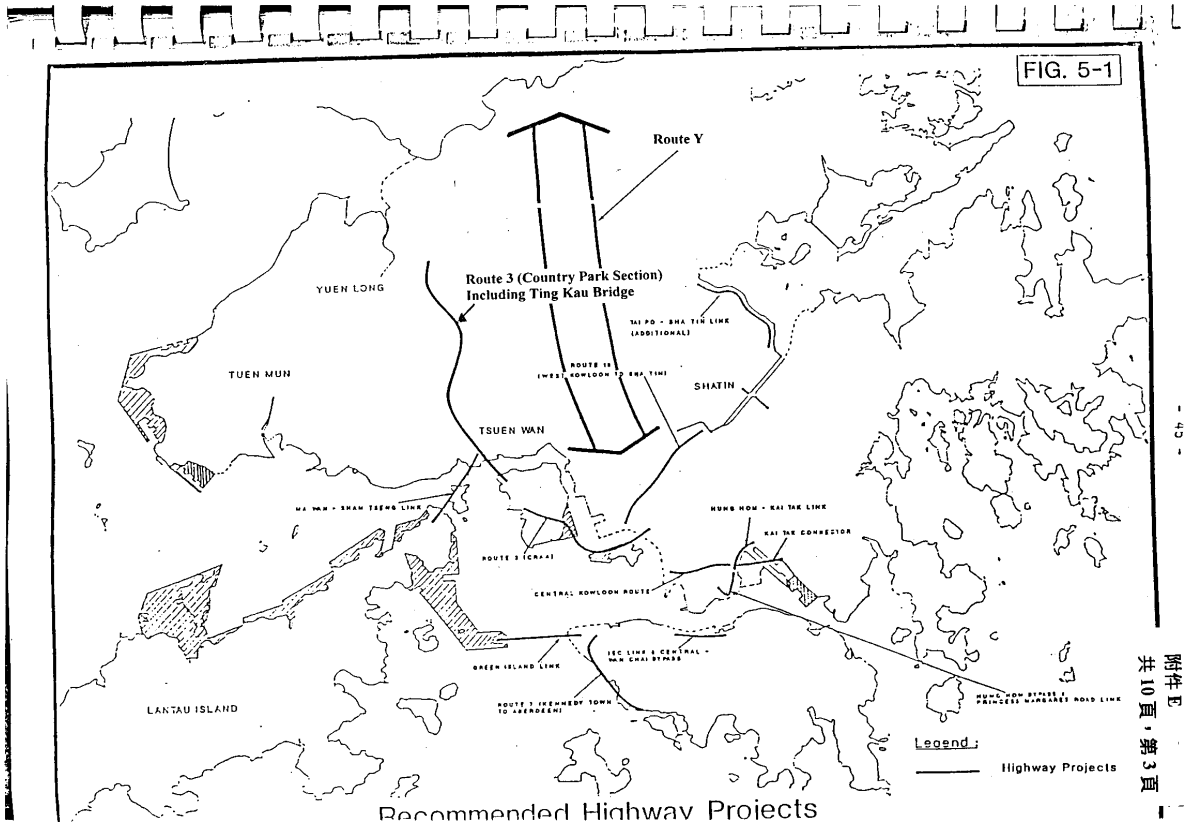 FIG. 5-1
Route Y
Route 3 (Country Park Section)
Including Ting Kau Bridge
YUEN LONG
TAI PO - SHA TIN LINK
(ADDITIONAL)
ROUTE 16
(WEST KOWLOON TO SHA TIN)
TUEN MUN
SHATIN
TSUEN WAN
MA WAN - SHAM TSENG LINK
HUNG HOM - KAI TAK LINK
KAI TAK CONNECTOR
ROUTE 3 (CRA1)
CENTRAL KOWLOON ROUTE
GREEN ISLAND LINK
IEC LINK & CENTRAL -
WAN CHAI BYPASS
LANTAU ISLAND
ROUTE 7 (KENNEDY TOWN
TO ABERDEEN)
HUNG HOM BYPASS &
PRINCESS MARGARET ROAD LINK
Legend :
Highway Projects
Recommended Highway Projects
- 45 -
附件 E
共10頁，第3頁